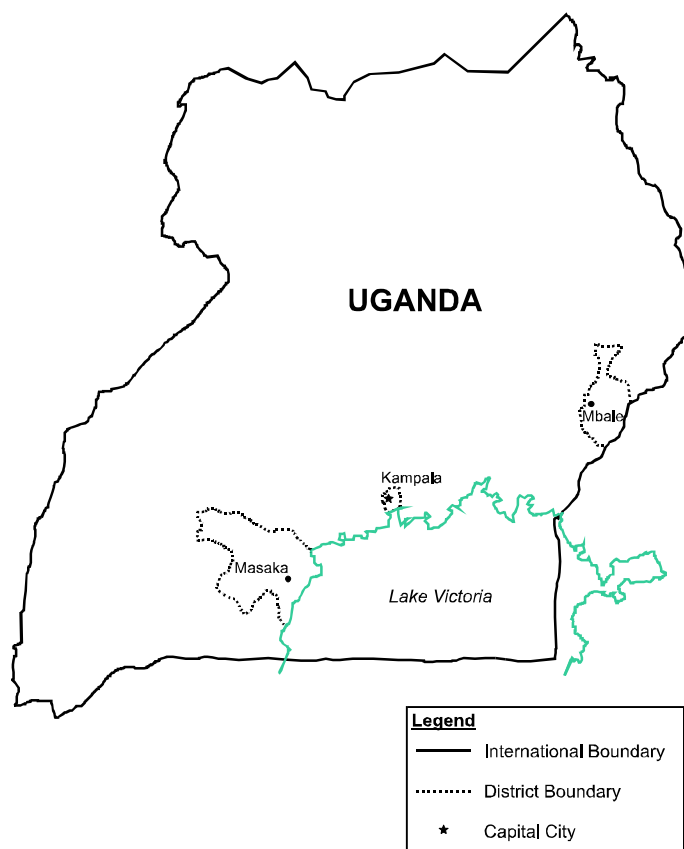 UGANDA
Mbale
Kampala
Masaka
Lake Victoria
Legend
International Boundary
District Boundary
Capital City